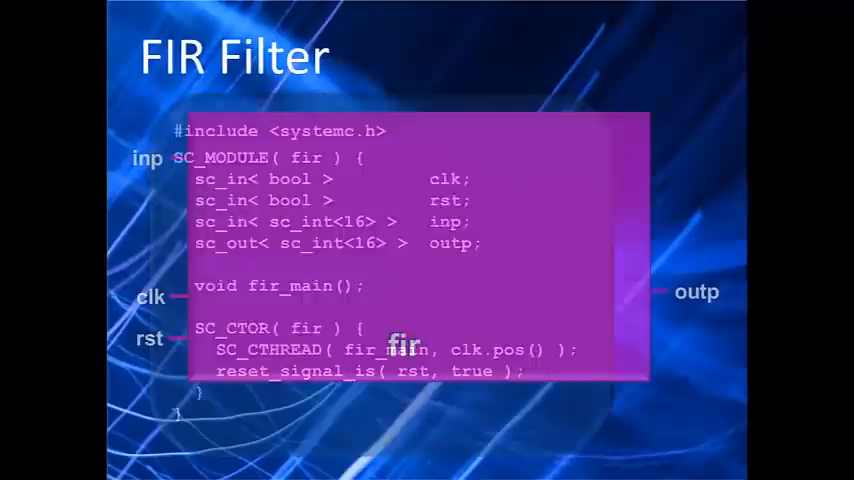 FIR Filter
#include <systemc.h>
inp SC_MODULE( fir ) {
sc_in< bool > clk;
sc_in< bool > rst;
sc_in< sc_int<16> > inp;
sc_out< sc_int<16> > outp;
void fir_main();
clk
outp
rst
SC_CTOR( fir ) {
fir
SC_CTHREAD( fir_main, clk.pos() );
reset_signal_is( rst, true );
}
}